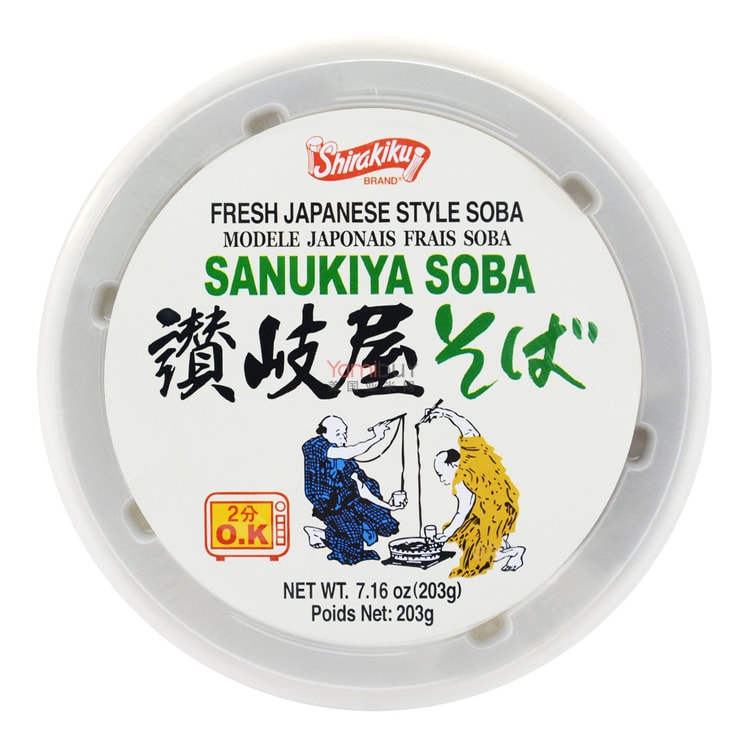 Shirakiku
BRAND®
FRESH JAPANESE STYLE SOBA
MODELE JAPONAIS FRAIS SOBA
SANUKIYA SOBA
讃岐屋そば
Yamibuy
2分
O.K
NET WT. 7.16 oz(203g)
Poids Net: 203g